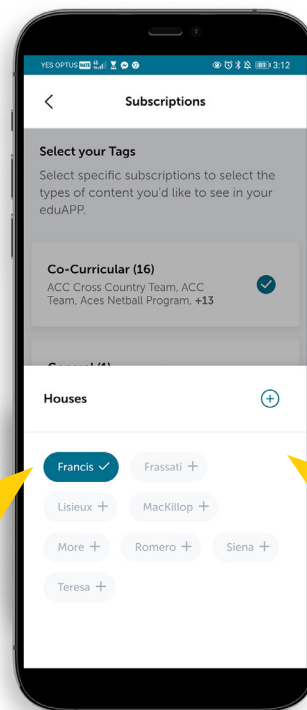 YES OPTUS 3:12
Subscriptions
Select your Tags
Select specific subscriptions to select the
types of content you'd like to see in your
eduAPP.
Co-Curricular (16)
ACC Cross Country Team, ACC
Team, Aces Netball Program, +13
General (1)
Houses
Francis
Frassati +
Lisieux +
MacKillop +
More +
Romero +
Siena +
Teresa +